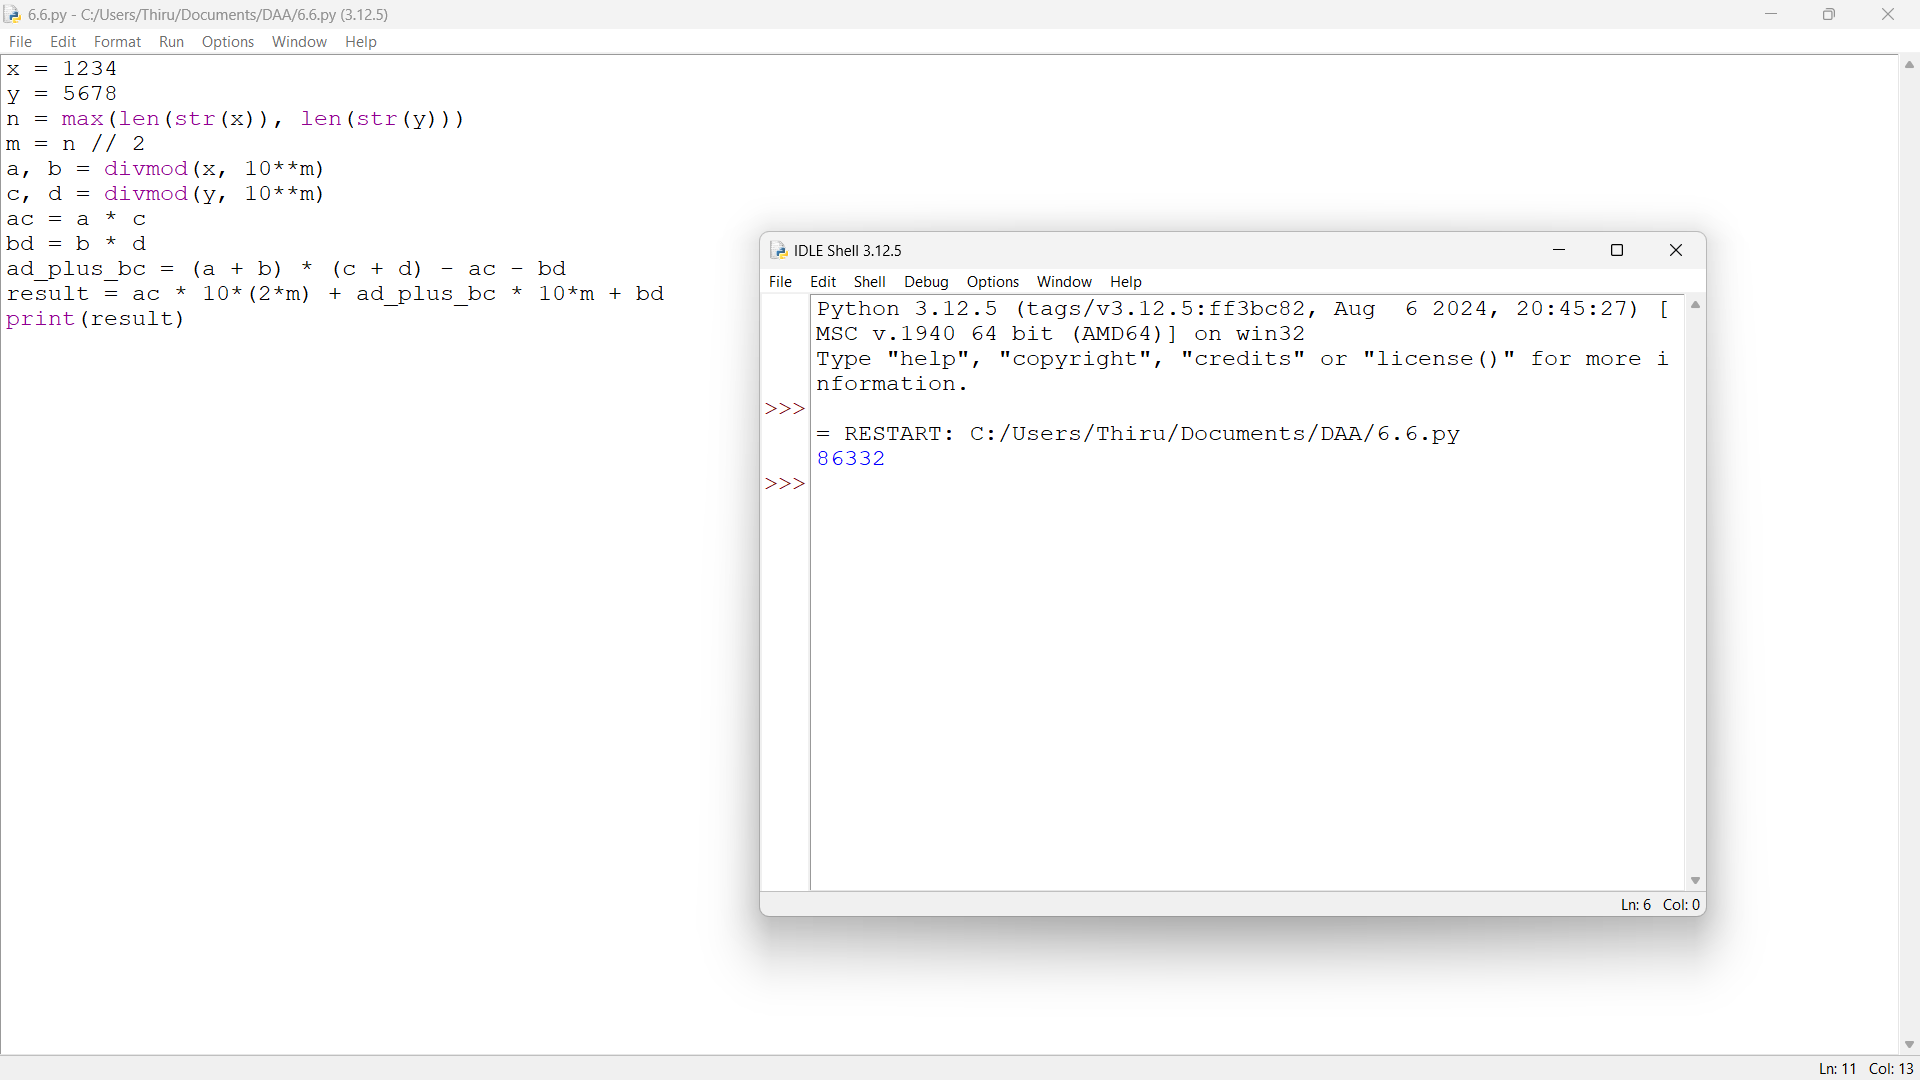 6.6.py - C:/Users/Thiru/Documents/DAA/6.6.py (3.12.5)
File Edit Format Run Options Window Help
x = 1234
y = 5678
n = max(len(str(x)), len(str(y)))
m = n // 2
a, b = divmod(x, 10**m)
c, d = divmod(y, 10**m)
ac = a * c
bd = b * d
ad_plus_bc = (a + b) * (c + d) - ac - bd
result = ac * 10*(2*m) + ad_plus_bc * 10*m + bd
print(result)
IDLE Shell 3.12.5
File Edit Shell Debug Options Window Help
Python 3.12.5 (tags/v3.12.5:ff3bc82, Aug  6 2024, 20:45:27) [
MSC v.1940 64 bit (AMD64)] on win32
Type "help", "copyright", "credits" or "license()" for more i
nformation.
>>>
= RESTART: C:/Users/Thiru/Documents/DAA/6.6.py
86332
>>>
Ln: 6 Col: 0
Ln: 11 Col: 13